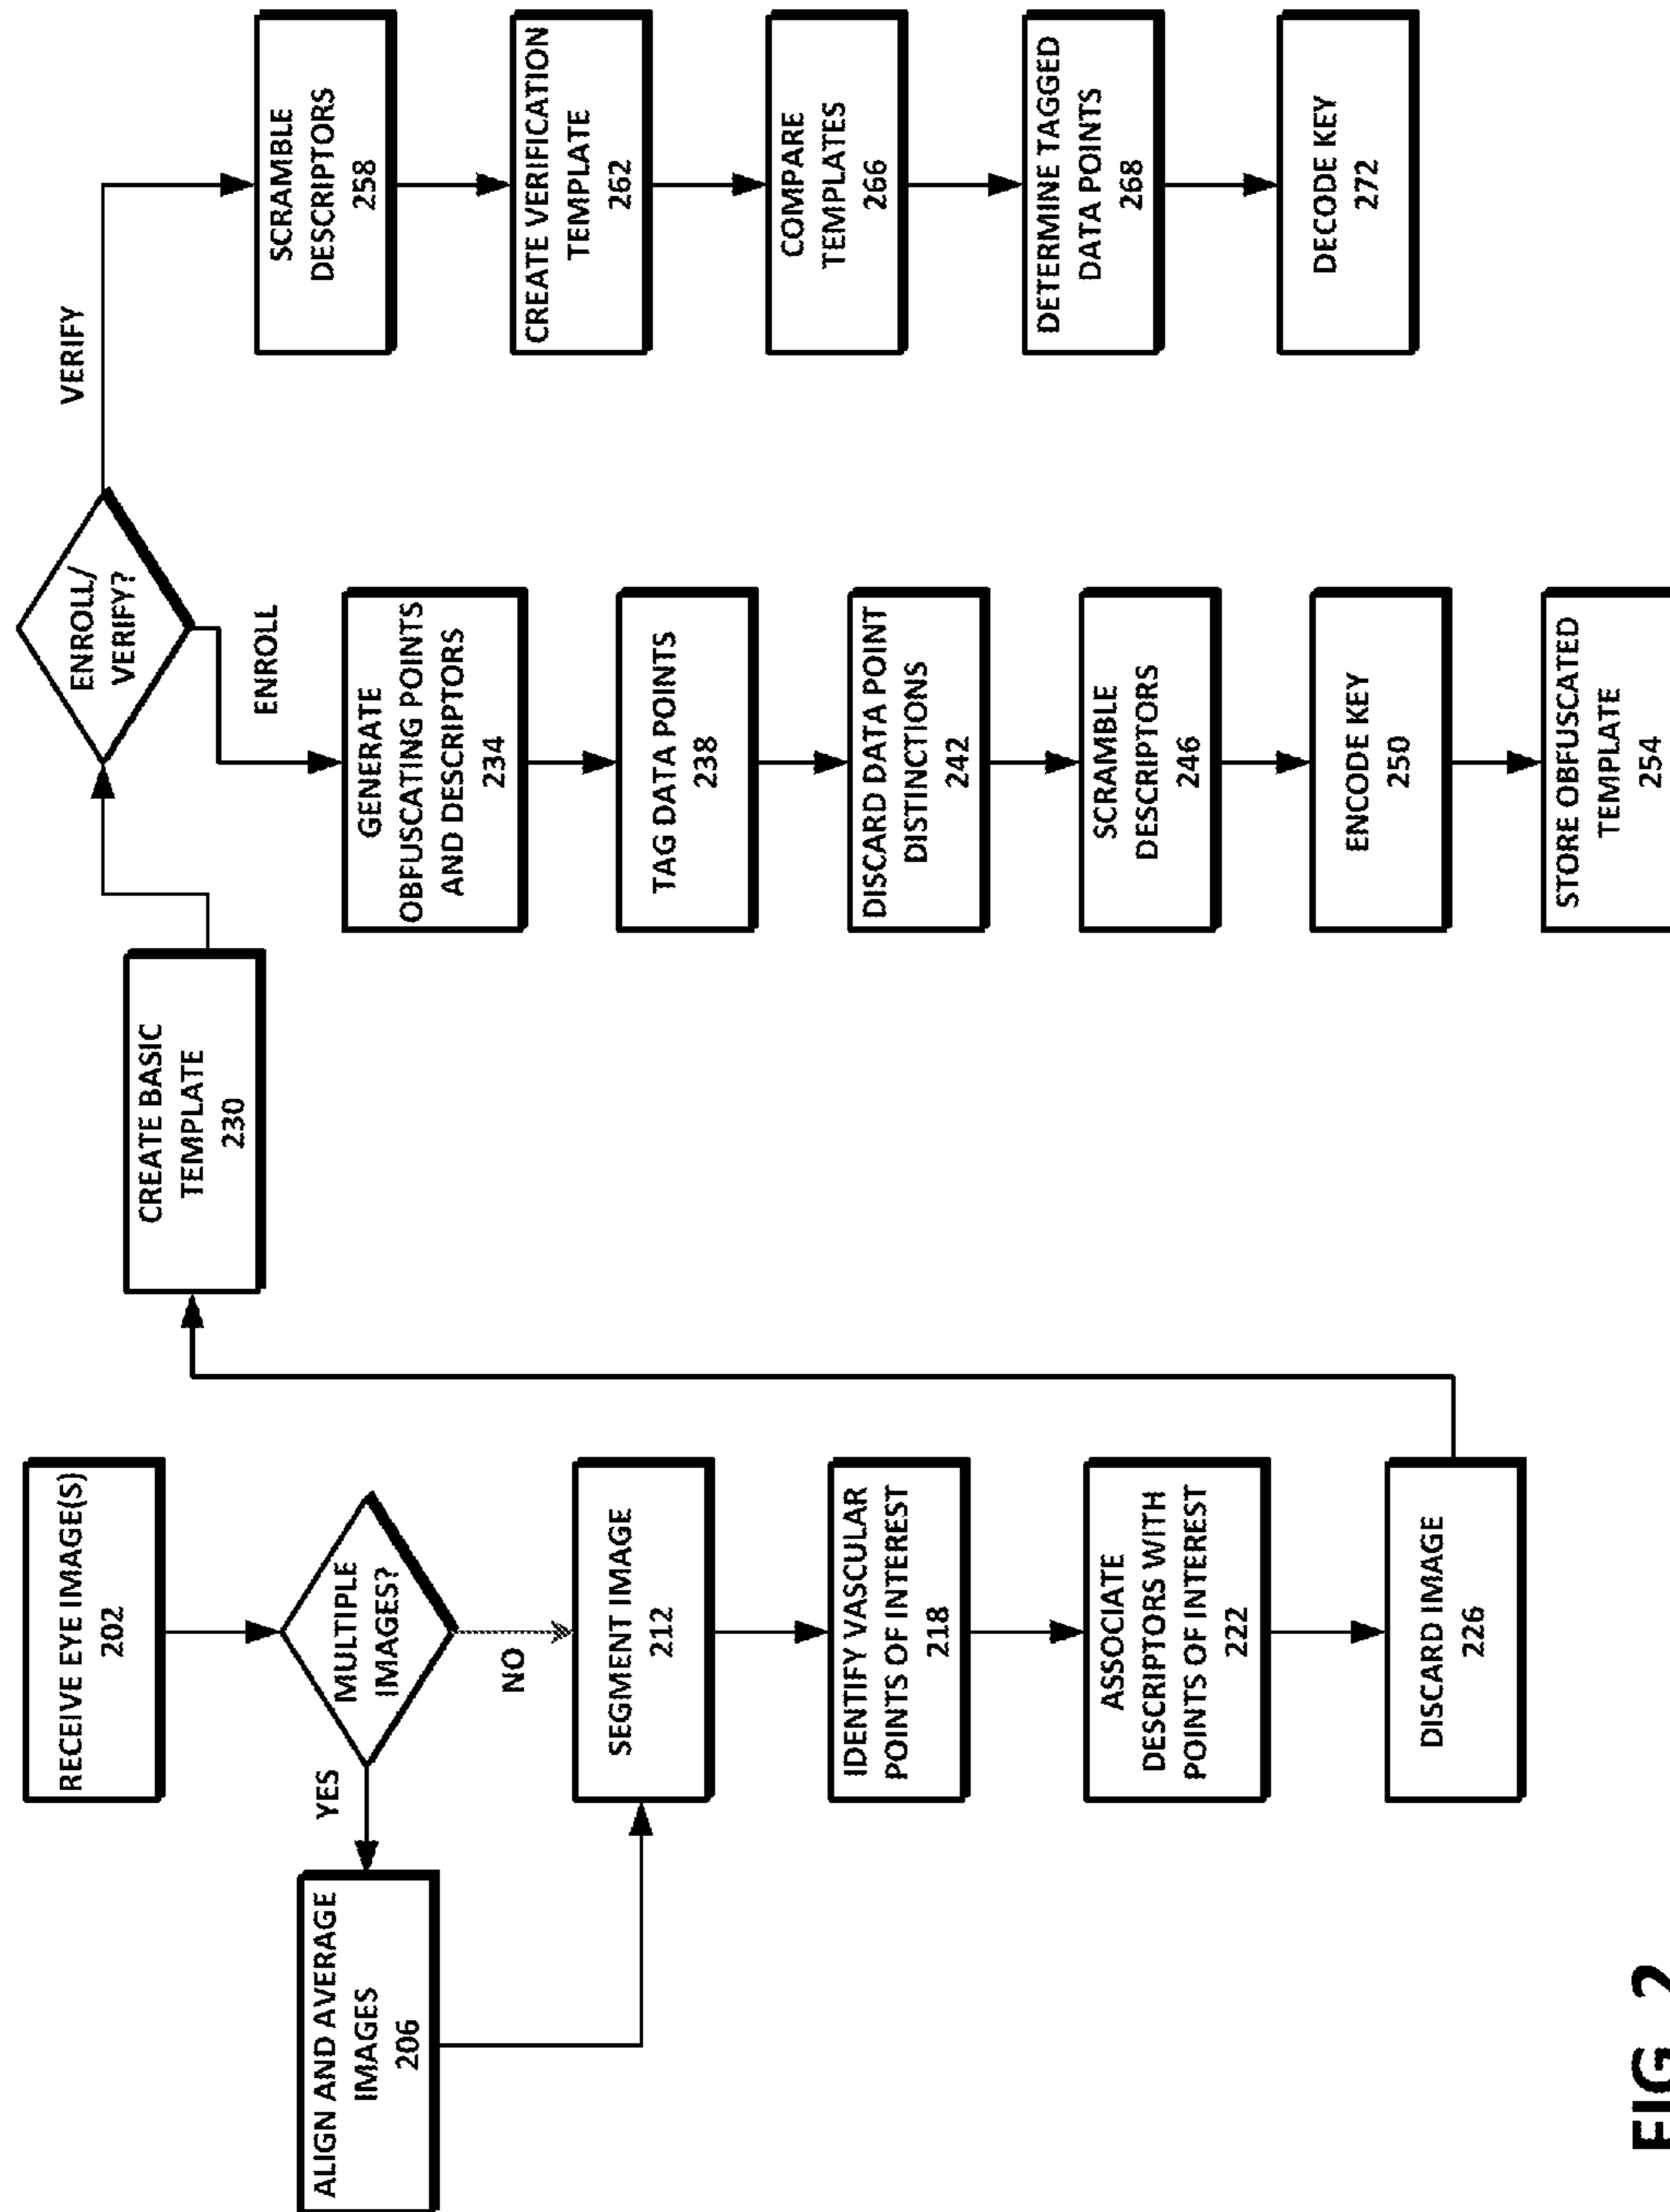 RECEIVE EYE IMAGE(S)
202
MULTIPLE
IMAGES?
YES
NO
ALIGN AND AVERAGE
IMAGES
206
SEGMENT IMAGE
212
IDENTIFY VASCULAR
POINTS OF INTEREST
218
ASSOCIATE
DESCRIPTORS WITH
POINTS OF INTEREST
222
DISCARD IMAGE
226
CREATE BASIC
TEMPLATE
230
ENROLL/
VERIFY?
ENROLL
VERIFY
GENERATE
OBFUSCATING POINTS
AND DESCRIPTORS
234
TAG DATA POINTS
238
DISCARD DATA POINT
DISTINCTIONS
242
SCRAMBLE
DESCRIPTORS
246
ENCODE KEY
250
STORE OBFUSCATED
TEMPLATE
254
SCRAMBLE
DESCRIPTORS
258
CREATE VERIFICATION
TEMPLATE
262
COMPARE
TEMPLATES
266
DETERMINE TAGGED
DATA POINTS
268
DECODE KEY
272
FIG. 2